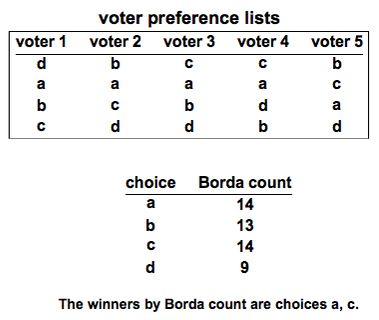 voter preference lists
voter 1 voter 2 voter 3 voter 4 voter 5
d b c c b
a a a a c
b c b d a
c d d b d
choice Borda count
a 14
b 13
c 14
d 9
The winners by Borda count are choices a, c.